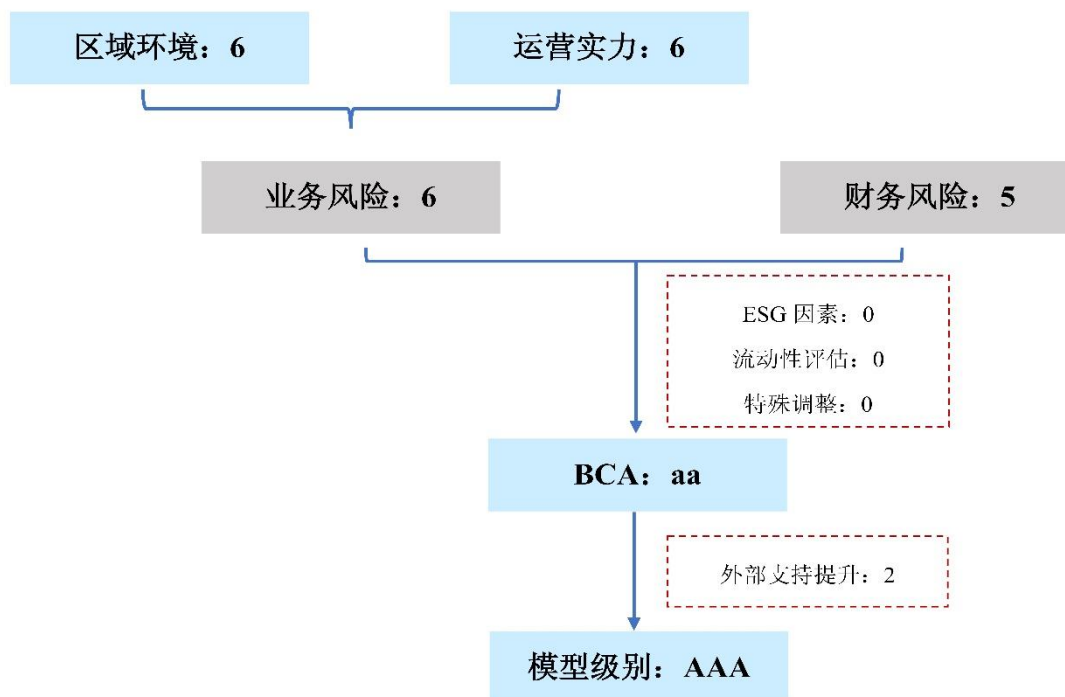 区域环境：6
运营实力：6
业务风险：6
财务风险：5
ESG 因素：0
流动性评估：0
特殊调整：0
BCA：aa
外部支持提升：2
模型级别：AAA